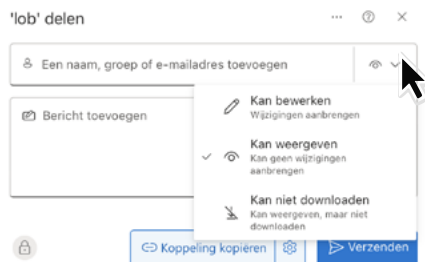 'lob' delen
Een naam, groep of e-mailadres toevoegen
Bericht toevoegen
Kan bewerken
Wijzigingen aanbrengen
Kan weergeven
Kan geen wijzigingen
aanbrengen
Kan niet downloaden
Kan weergeven, maar niet
downloaden
Koppeling kopiëren
Verzenden